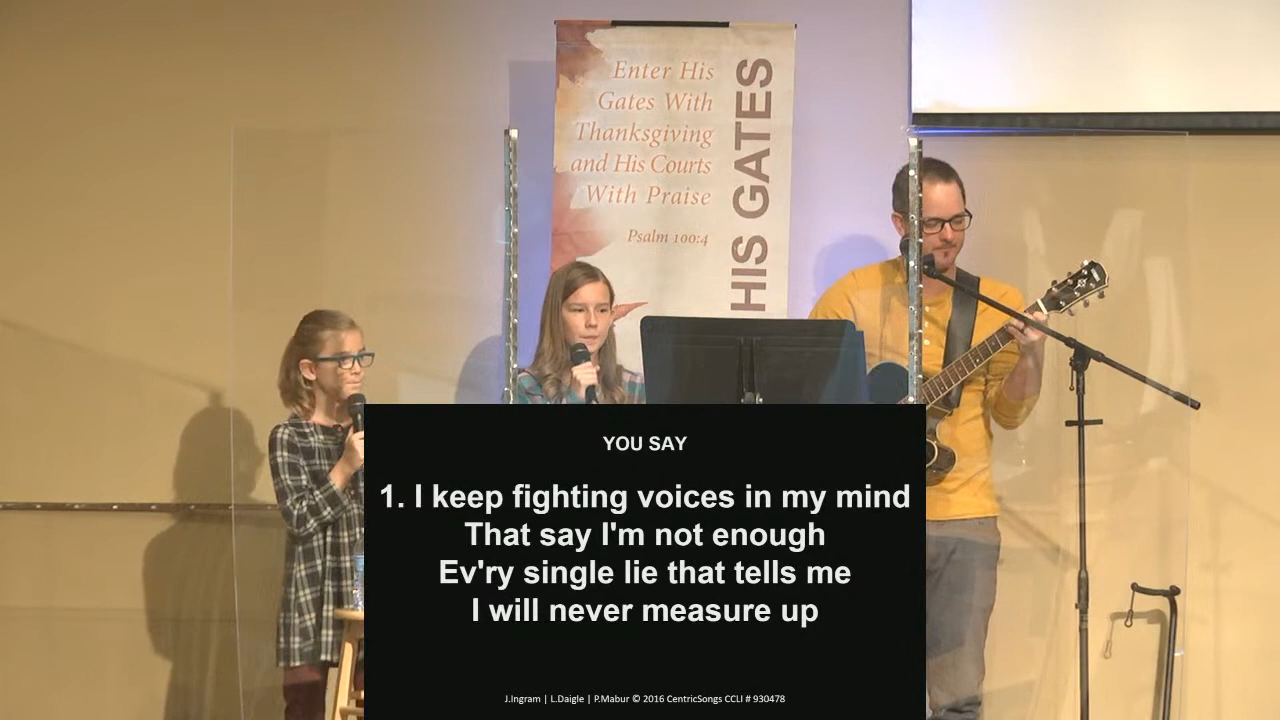 Enter His
Gates With
Thanksgiving
and His Courts
With Praise
Psalm 100:4
HIS GATES
YOU SAY
1. I keep fighting voices in my mind
That say I'm not enough
Ev'ry single lie that tells me
I will never measure up
J.Ingram | L.Daigle | P.Mabur © 2016 CentricSongs CCLI # 930478